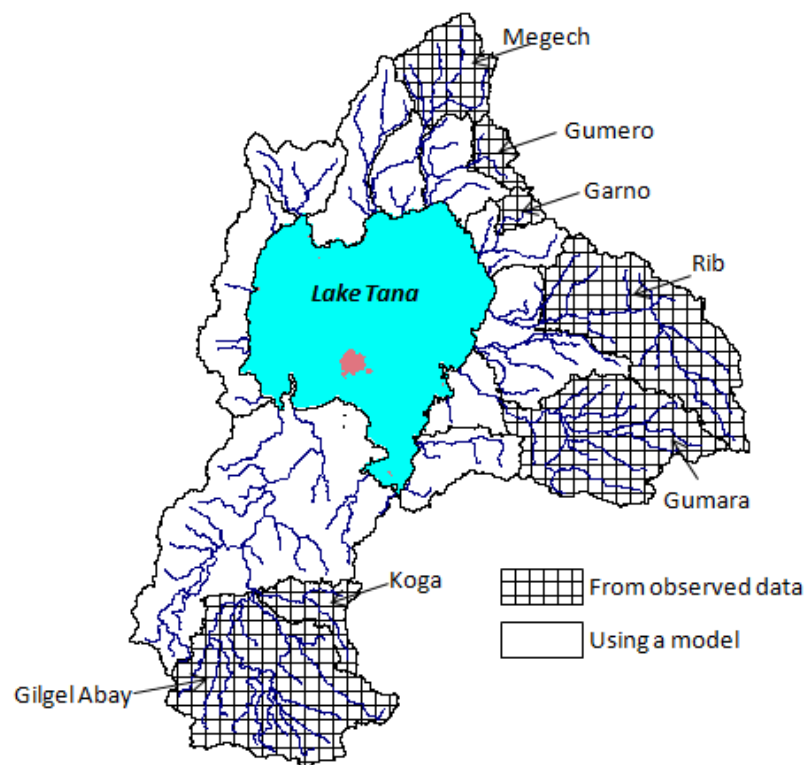 Megech
Gumero
Garno
Rib
Lake Tana
Gumara
Koga
From observed data
Using a model
Gilgel Abay